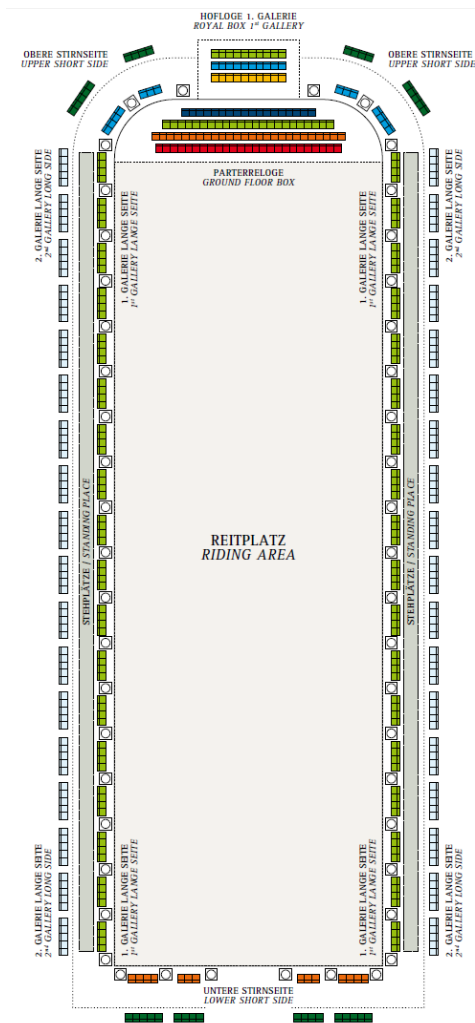 HOFLOGE 1. GALERIE
ROYAL BOX 1st GALLERY
OBERE STIRNSEITE
UPPER SHORT SIDE
OBERE STIRNSEITE
UPPER SHORT SIDE
PARTERRELOGE
GROUND FLOOR BOX
2. GALERIE LANGE SEITE
2nd GALLERY LONG SIDE
1. GALERIE LANGE SEITE
1st GALLERY LANGE SEITE
1. GALERIE LANGE SEITE
1st GALLERY LANGE SEITE
2. GALERIE LANGE SEITE
2nd GALLERY LONG SIDE
STEHPLÄTZE / STANDING PLACE
REITPLATZ
RIDING AREA
STEHPLÄTZE / STANDING PLACE
2. GALERIE LANGE SEITE
2nd GALLERY LONG SIDE
1. GALERIE LANGE SEITE
1st GALLERY LANGE SEITE
1. GALERIE LANGE SEITE
1st GALLERY LANGE SEITE
2. GALERIE LANGE SEITE
2nd GALLERY LONG SIDE
UNTERE STIRNSEITE
LOWER SHORT SIDE